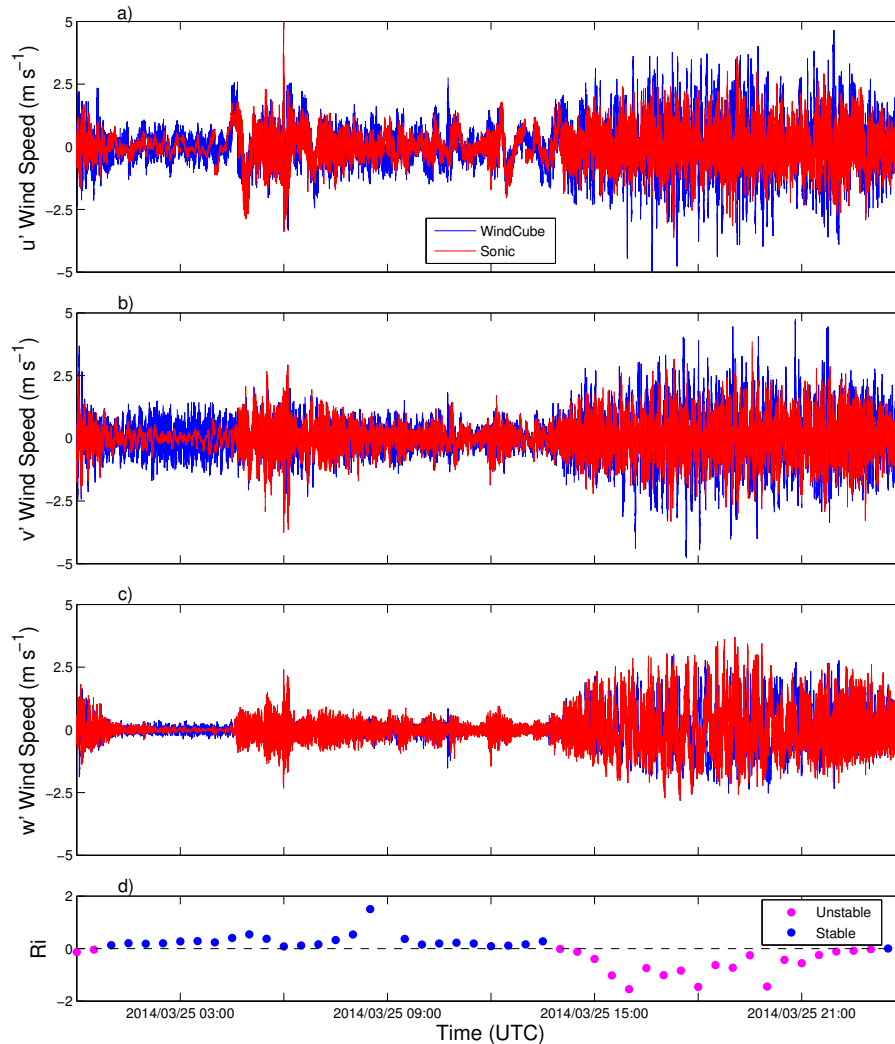 a)
5
2.5
0
−2.5
−5
u' Wind Speed (m s⁻¹)
WindCube
Sonic
b)
5
2.5
0
−2.5
−5
v' Wind Speed (m s⁻¹)
c)
5
2.5
0
−2.5
−5
w' Wind Speed (m s⁻¹)
d)
2
0
−2
Ri
Unstable
Stable
2014/03/25 03:00
2014/03/25 09:00
2014/03/25 15:00
2014/03/25 21:00
Time (UTC)